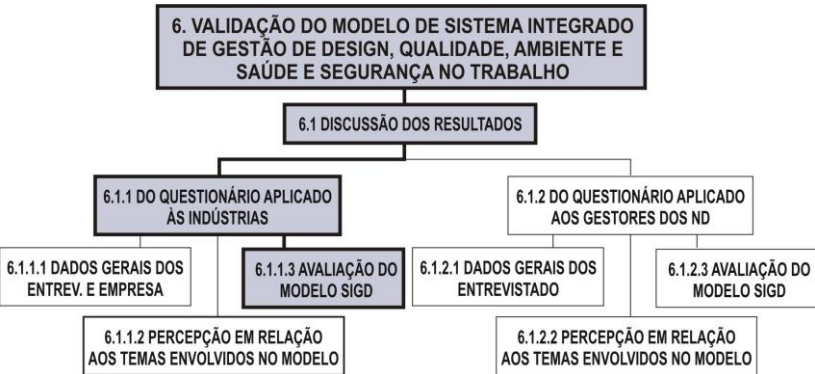 6. VALIDAÇÃO DO MODELO DE SISTEMA INTEGRADO
DE GESTÃO DE DESIGN, QUALIDADE, AMBIENTE E
SAÚDE E SEGURANÇA NO TRABALHO
6.1 DISCUSSÃO DOS RESULTADOS
6.1.1 DO QUESTIONÁRIO APLICADO
ÀS INDÚSTRIAS
6.1.2 DO QUESTIONÁRIO APLICADO
AOS GESTORES DOS ND
6.1.1.1 DADOS GERAIS DOS
ENTREV. E EMPRESA
6.1.1.3 AVALIAÇÃO DO
MODELO SIGD
6.1.2.1 DADOS GERAIS DOS
ENTREVISTADO
6.1.2.3 AVALIAÇÃO DO
MODELO SIGD
6.1.1.2 PERCEPÇÃO EM RELAÇÃO
AOS TEMAS ENVOLVIDOS NO MODELO
6.1.2.2 PERCEPÇÃO EM RELAÇÃO
AOS TEMAS ENVOLVIDOS NO MODELO